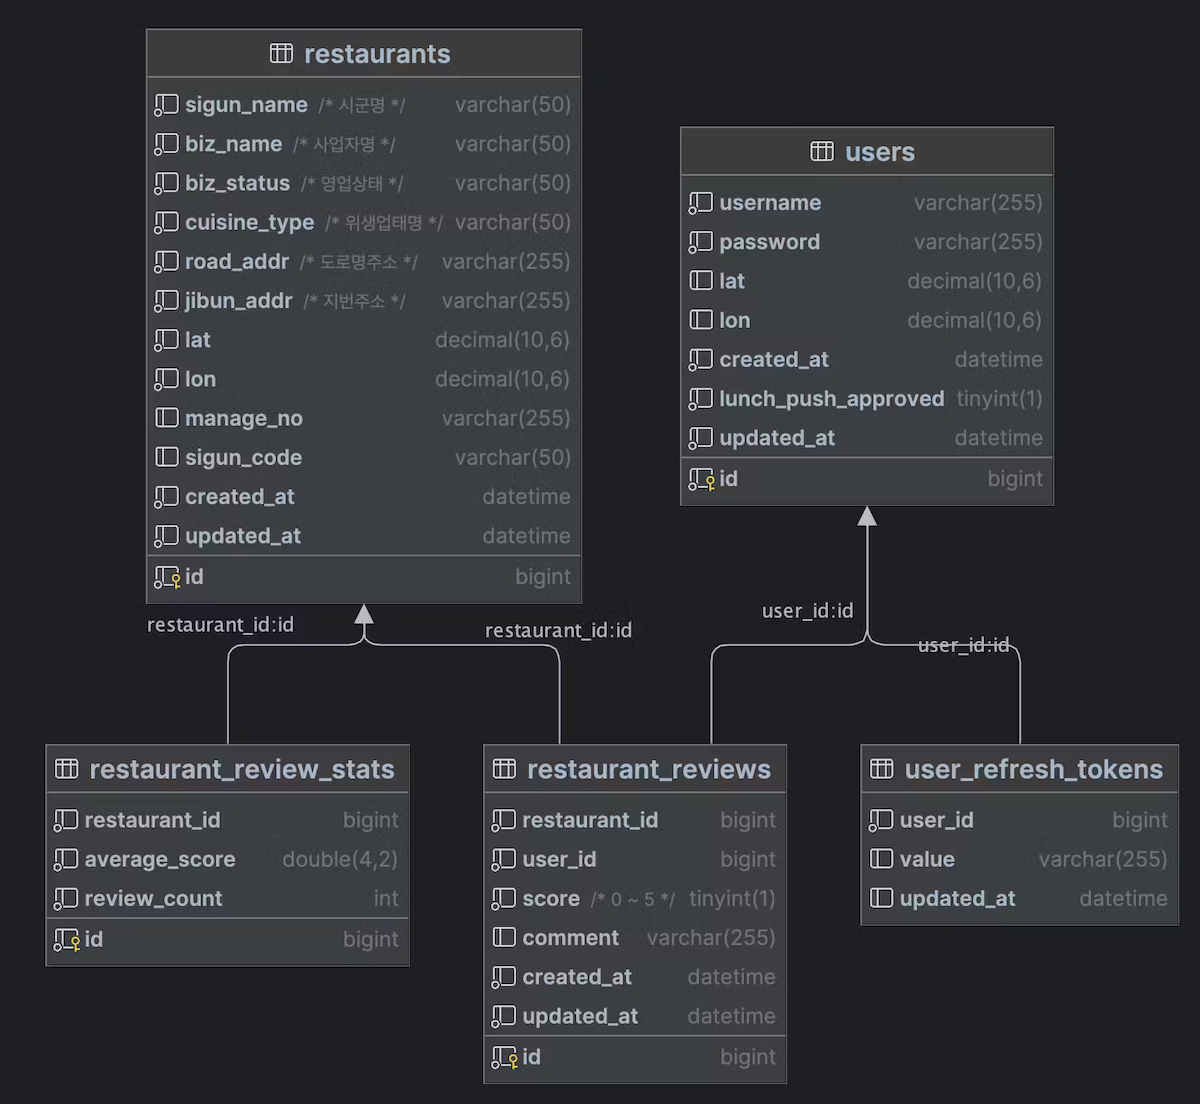 restaurants
sigun_name /* 시군명 */ varchar(50)
biz_name /* 사업자명 */ varchar(50)
biz_status /* 영업상태 */ varchar(50)
cuisine_type /* 위생업태명 */ varchar(50)
road_addr /* 도로명주소 */ varchar(255)
jibun_addr /* 지번주소 */ varchar(255)
lat decimal(10,6)
lon decimal(10,6)
manage_no varchar(255)
sigun_code varchar(50)
created_at datetime
updated_at datetime
id bigint
users
username varchar(255)
password varchar(255)
lat decimal(10,6)
lon decimal(10,6)
created_at datetime
lunch_push_approved tinyint(1)
updated_at datetime
id bigint
restaurant_id:id
restaurant_id:id
user_id:id
user_id:id
restaurant_review_stats
restaurant_id bigint
average_score double(4,2)
review_count int
id bigint
restaurant_reviews
restaurant_id bigint
user_id bigint
score /* 0 ~ 5 */ tinyint(1)
comment varchar(255)
created_at datetime
updated_at datetime
id bigint
user_refresh_tokens
user_id bigint
value varchar(255)
updated_at datetime